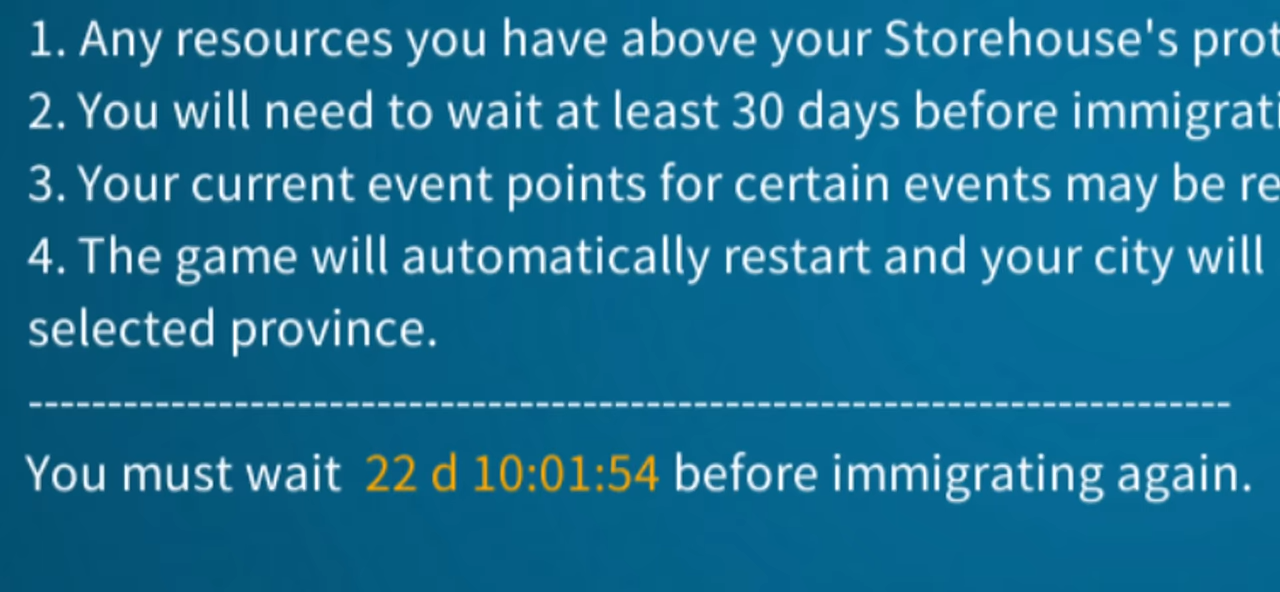 1. Any resources you have above your Storehouse's prot
2. You will need to wait at least 30 days before immigrati
3. Your current event points for certain events may be re
4. The game will automatically restart and your city will
selected province.
---------------------------------------------------------------------------
You must wait 22 d 10:01:54 before immigrating again.